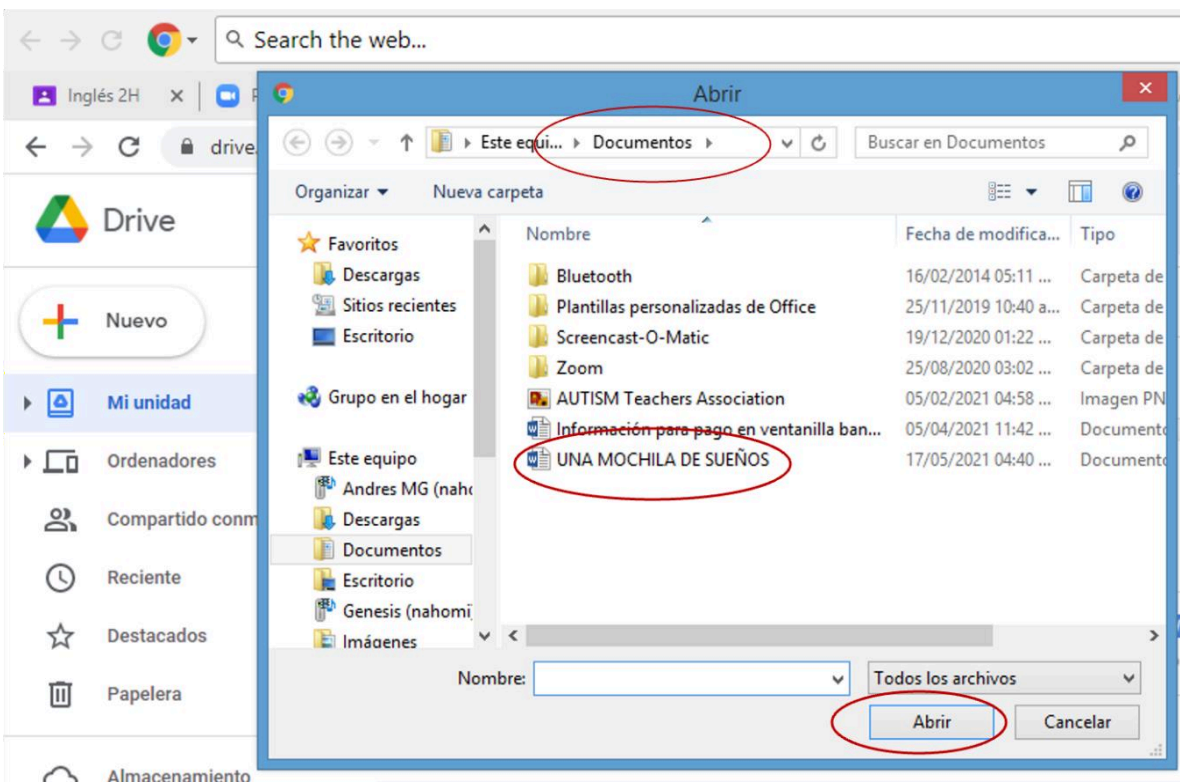 Search the web...
Inglés 2H
Abrir
drive.
Este equi... Documentos
Buscar en Documentos
Organizar Nueva carpeta
Drive
Nuevo
Mi unidad
Ordenadores
Compartido conm
Reciente
Destacados
Papelera
Almacenamiento
Favoritos
Descargas
Sitios recientes
Escritorio
Grupo en el hogar
Este equipo
Andres MG (naho
Descargas
Documentos
Escritorio
Genesis (nahomi
Imágenes
Nombre Fecha de modifica... Tipo
Bluetooth 16/02/2014 05:11 ... Carpeta de
Plantillas personalizadas de Office 25/11/2019 10:40 a... Carpeta de
Screencast-O-Matic 19/12/2020 01:22 ... Carpeta de
Zoom 25/08/2020 03:02 ... Carpeta de
AUTISM Teachers Association 05/02/2021 04:58 ... Imagen PN
Información para pago en ventanilla ban... 05/04/2021 11:42 ... Documento
UNA MOCHILA DE SUEÑOS 17/05/2021 04:40 ... Documento
Nombre: Todos los archivos
Abrir Cancelar